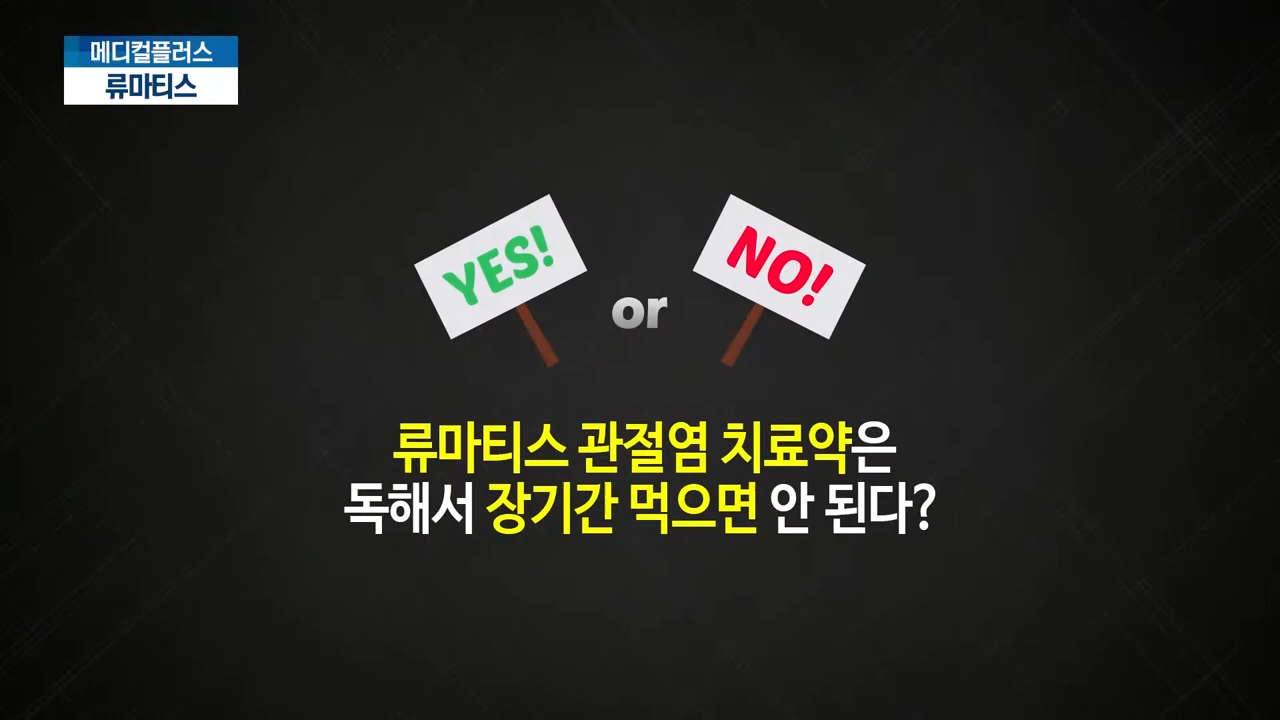 메디컬플러스
류마티스
YES!
or
NO!
류마티스 관절염 치료약은
독해서 장기간 먹으면 안 된다?